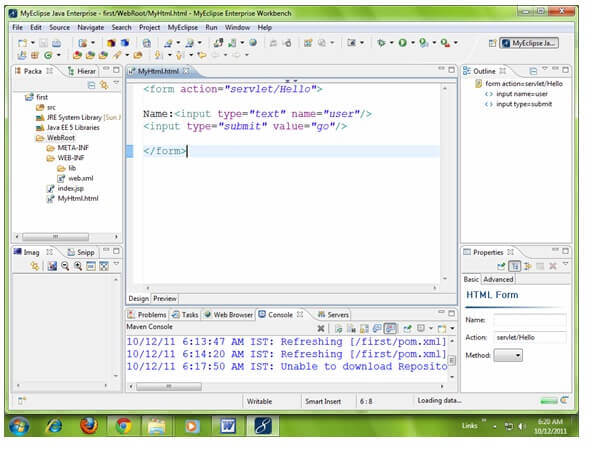 MyEclipse Java Enterprise - first/WebRoot/MyHtml.html - MyEclipse Enterprise Workbench
File Edit Source Navigate Search Project MyEclipse Run Window Help
MyEclipse Ja...
Packa
Hierar
first
src
JRE System Library [Sun J
Java EE 5 Libraries
WebRoot
META-INF
WEB-INF
lib
web.xml
index.jsp
MyHtml.html
Imag
Snipp
MyHtml.html
<form action="servlet/Hello">
Name:<input type="text" name="user"/>
<input type="submit" value="go"/>
</form>
Design Preview
Outline
form action=servlet/Hello
input name=user
input type=submit
Properties
Basic Advanced
HTML Form
Name:
Action: servlet/Hello
Method:
Problems Tasks Web Browser Console Servers
Maven Console
10/12/11 6:13:47 AM IST: Refreshing [/first/pom.xml]
10/12/11 6:14:20 AM IST: Refreshing [/first/pom.xml]
10/12/11 6:17:50 AM IST: Unable to download Reposito
Writable Smart Insert 6 : 8 Loading data...
Links
6:20 AM
10/12/2011